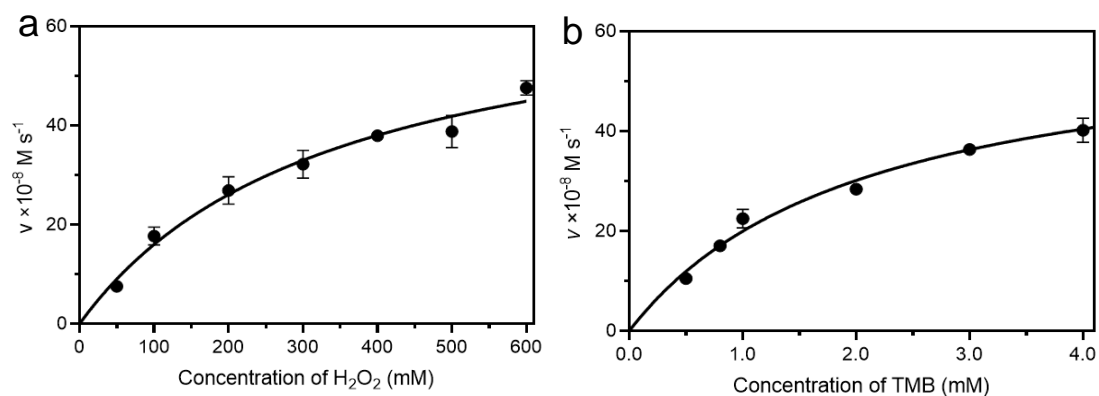 a
60
40
20
0
v ×10⁻⁸ M s⁻¹
0 100 200 300 400 500 600
Concentration of H₂O₂ (mM)
b
60
40
20
0
v ×10⁻⁸ M s⁻¹
0.0 1.0 2.0 3.0 4.0
Concentration of TMB (mM)